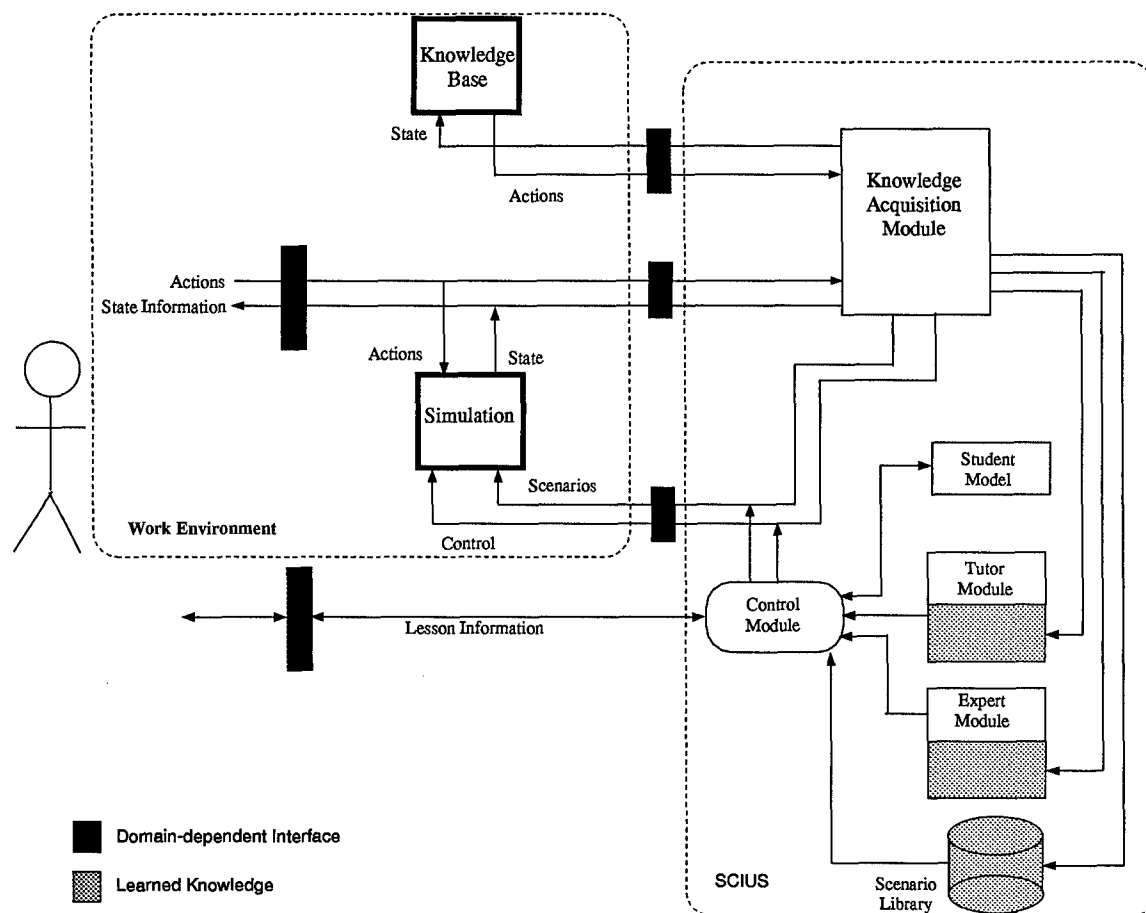 Knowledge
Base
State
Actions
Knowledge
Acquisition
Module
Actions
State Information
Actions
State
Simulation
Scenarios
Control
Work Environment
Student
Model
Tutor
Module
Control
Module
Lesson Information
Expert
Module
Domain-dependent Interface
Learned Knowledge
SCIUS
Scenario
Library